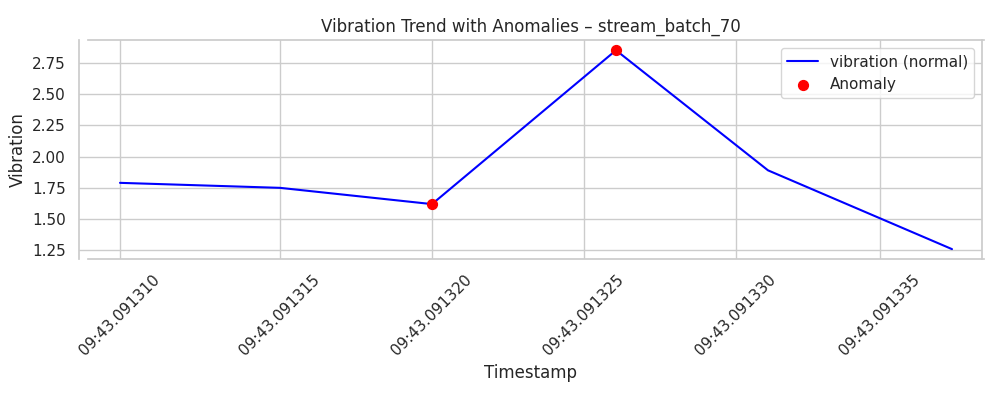 Vibration Trend with Anomalies – stream_batch_70
vibration (normal)
Anomaly
Vibration
2.75
2.50
2.25
2.00
1.75
1.50
1.25
09:43.091310
09:43.091315
09:43.091320
09:43.091325
09:43.091330
09:43.091335
Timestamp